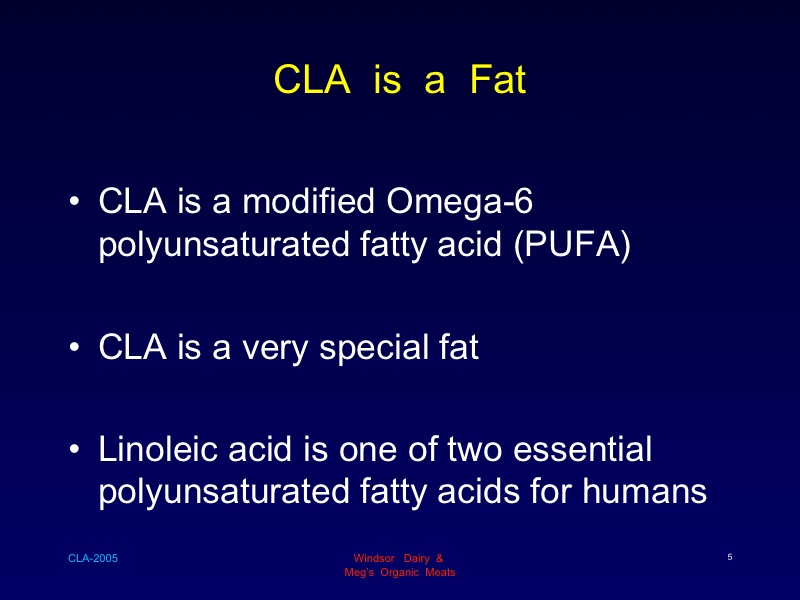 CLA is a Fat
• CLA is a modified Omega-6
polyunsaturated fatty acid (PUFA)
• CLA is a very special fat
• Linoleic acid is one of two essential
polyunsaturated fatty acids for humans
CLA-2005
Windsor Dairy &
Meg's Organic Meats
5